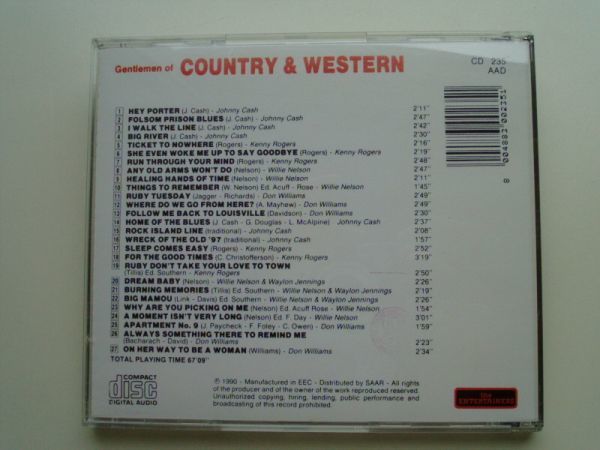 Gentlemen of COUNTRY & WESTERN
CD 235
AAD
1 HEY PORTER (J. Cash) - Johnny Cash 2'11"
2 FOLSOM PRISON BLUES (J. Cash) - Johnny Cash 2'47"
3 I WALK THE LINE (J. Cash) - Johnny Cash 2'42"
4 BIG RIVER (J. Cash) - Johnny Cash 2'30"
5 TICKET TO NOWHERE (Rogers) - Kenny Rogers 2'16"
6 SHE EVEN WOKE ME UP TO SAY GOODBYE (Rogers) - Kenny Rogers 2'19"
7 RUN THROUGH YOUR MIND (Rogers) - Kenny Rogers 2'48"
8 ANY OLD ARMS WON'T DO (Nelson) - Willie Nelson 2'47"
9 HEALING HANDS OF TIME (Nelson) - Willie Nelson 2'11"
10 THINGS TO REMEMBER (W. Nelson) Ed. Acuff - Rose - Willie Nelson 1'45"
11 RUBY TUESDAY (Jagger - Richards) - Don Williams 2'49"
12 WHERE DO WE GO FROM HERE? (A. Mayhew) - Don Williams 2'49"
13 FOLLOW ME BACK TO LOUISVILLE (Davidson) - Don Williams 2'30"
14 HOME OF THE BLUES (J. Cash - G. Douglas - L. McAlpine) Johnny Cash 2'37"
15 ROCK ISLAND LINE (traditional) - Johnny Cash 2'08"
16 WRECK OF THE OLD '97 (traditional) - Johnny Cash 1'57"
17 SLEEP COMES EASY (Rogers) - Kenny Rogers 2'52"
18 FOR THE GOOD TIMES (C. Christofferson) - Kenny Rogers 3'19"
19 RUBY DON'T TAKE YOUR LOVE TO TOWN
(Tillis) Ed. Southern - Kenny Rogers 2'50"
20 DREAM BABY (Nelson) - Willie Nelson & Waylon Jennings 2'26"
21 BURNING MEMORIES (Tillis) Ed. Southern - Willie Nelson & Waylon Jennings 2'19"
22 BIG MAMOU (Link - Davis) Ed. Southern - Willie Nelson & Waylon Jennings 2'26"
23 WHY ARE YOU PICKING ON ME (Nelson) Ed. Acuff Rose - Willie Nelson 1'54"
24 A MOMENT ISN'T VERY LONG (Nelson) Ed. F. Day - Willie Nelson 3'01"
25 APARTMENT No. 9 (J. Paycheck - F. Foley - C. Owen) - Don Williams 1'59"
26 ALWAYS SOMETHING THERE TO REMIND ME
(Bacharach - David) - Don Williams 2'23"
27 ON HER WAY TO BE A WOMAN (Williams) - Don Williams 2'34"
TOTAL PLAYING TIME 67'09"
8 004883 602351
COMPACT
disc
DIGITAL AUDIO
℗ 1990 - Manufactured in EEC - Distributed by SAAR - All rights
of the producer and of the owner of the work reproduced reserved.
Unauthorized copying, hiring, lending, public performance and
broadcasting of this record prohibited.
the
ENTERTAINERS